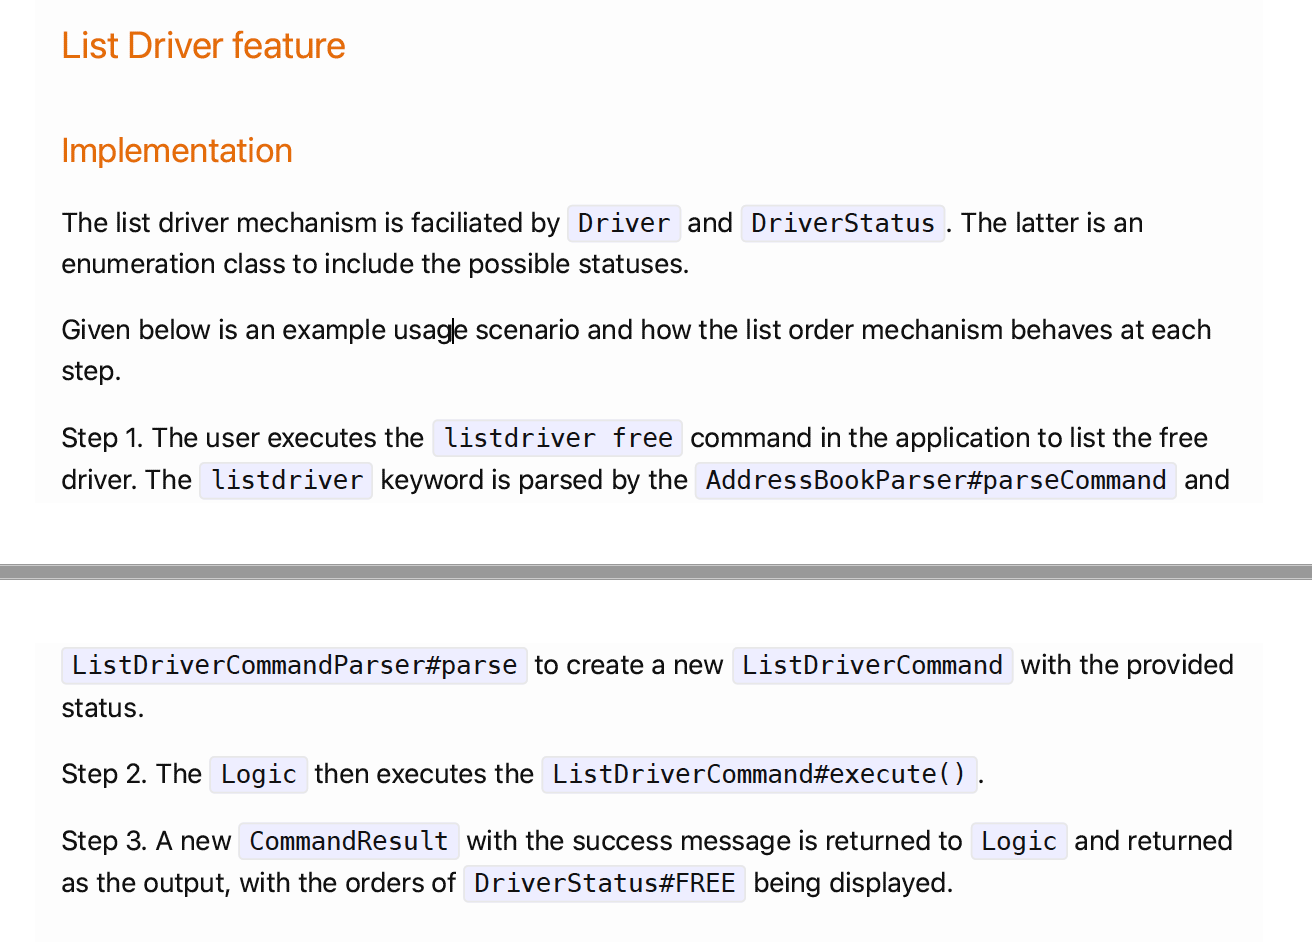 List Driver feature
Implementation
The list driver mechanism is faciliated by Driver and DriverStatus. The latter is an
enumeration class to include the possible statuses.
Given below is an example usage scenario and how the list order mechanism behaves at each
step.
Step 1. The user executes the listdriver free command in the application to list the free
driver. The listdriver keyword is parsed by the AddressBookParser#parseCommand and
ListDriverCommandParser#parse to create a new ListDriverCommand with the provided
status.
Step 2. The Logic then executes the ListDriverCommand#execute().
Step 3. A new CommandResult with the success message is returned to Logic and returned
as the output, with the orders of DriverStatus#FREE being displayed.